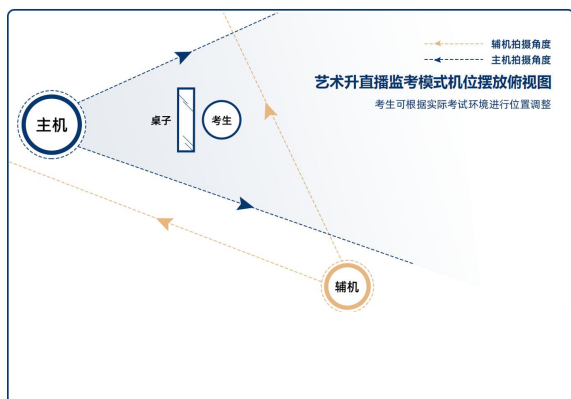 辅机拍摄角度
主机拍摄角度
艺术升直播监考模式机位摆放俯视图
考生可根据实际考试环境进行位置调整
主机
桌子
考生
辅机